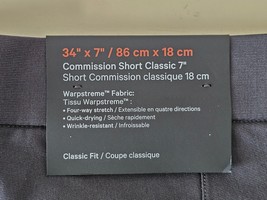 34" x 7" / 86 cm x 18 cm
Commission Short Classic 7"
Short Commission classique 18 cm
Warpstreme™ Fabric:
Tissu Warpstreme™ :
• Four-way stretch / Extensible en quatre directions
• Quick-drying / Sèche rapidement
• Wrinkle-resistant / Infroissable
Classic Fit / Coupe classique